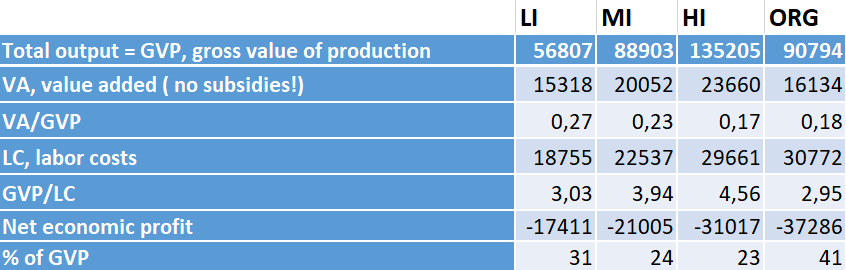 LI MI HI ORG
Total output = GVP, gross value of production 56807 88903 135205 90794
VA, value added ( no subsidies!) 15318 20052 23660 16134
VA/GVP 0,27 0,23 0,17 0,18
LC, labor costs 18755 22537 29661 30772
GVP/LC 3,03 3,94 4,56 2,95
Net economic profit -17411 -21005 -31017 -37286
% of GVP 31 24 23 41